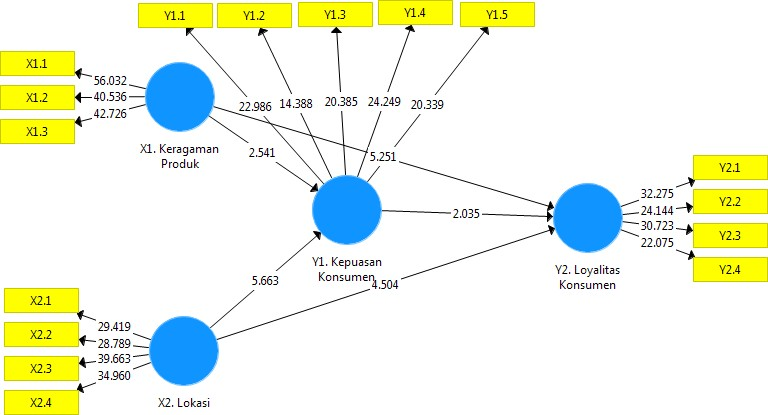 Y1.1
Y1.2
Y1.3
Y1.4
Y1.5
X1.1
X1.2
X1.3
56.032
40.536
42.726
X1. Keragaman
Produk
22.986
14.388
20.385
24.249
20.339
2.541
5.251
Y1. Kepuasan
Konsumen
2.035
5.663
4.504
Y2.1
Y2.2
Y2.3
Y2.4
32.275
24.144
30.723
22.075
Y2. Loyalitas
Konsumen
X2.1
X2.2
X2.3
X2.4
29.419
28.789
39.663
34.960
X2. Lokasi